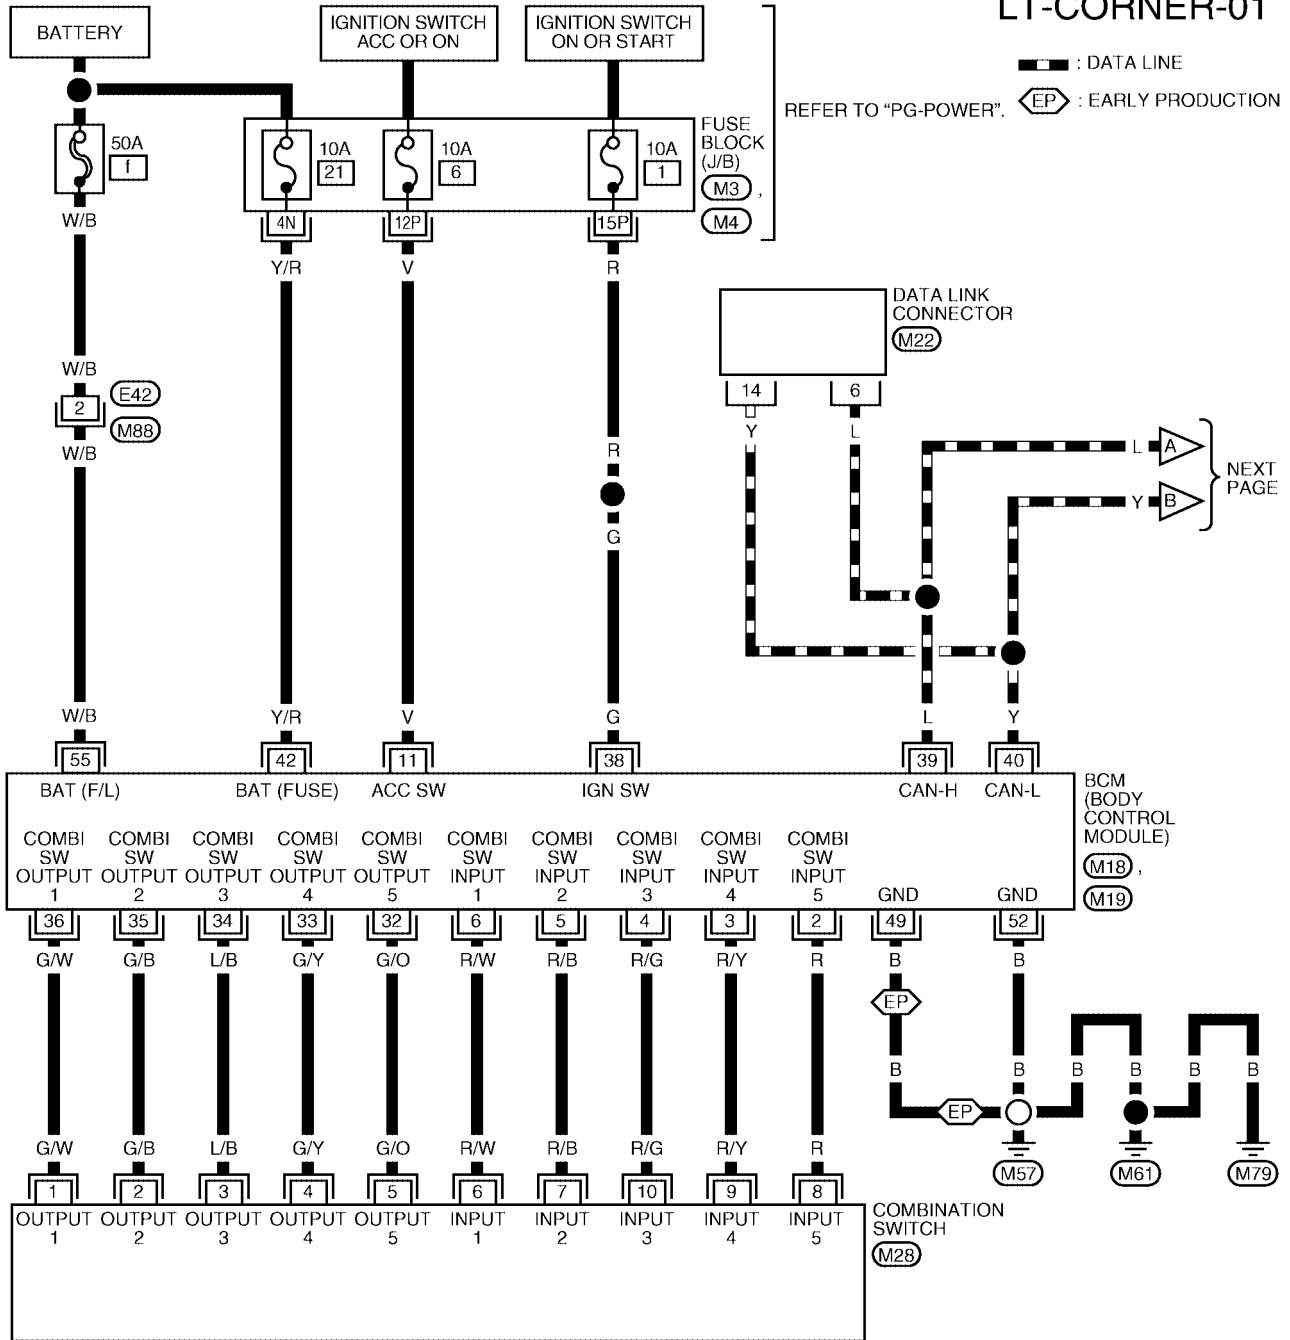 LT-CORNER-01
BATTERY
IGNITION SWITCH
ACC OR ON
IGNITION SWITCH
ON OR START
: DATA LINE
EP : EARLY PRODUCTION
REFER TO “PG-POWER”.
50A
f
10A
21
10A
6
10A
1
FUSE
BLOCK
(J/B)
M3 ,
M4
W/B
4N
12P
15P
Y/R
V
R
DATA LINK
CONNECTOR
M22
W/B
2
E42
M88
W/B
14
6
Y
L
R
G
L
A
Y
B
NEXT
PAGE
W/B
Y/R
V
G
L
Y
55
42
11
38
39
40
BAT (F/L)
BAT (FUSE)
ACC SW
IGN SW
CAN-H
CAN-L
BCM
(BODY
CONTROL
MODULE)
M18 ,
M19
COMBI
SW
OUTPUT
1
COMBI
SW
OUTPUT
2
COMBI
SW
OUTPUT
3
COMBI
SW
OUTPUT
4
COMBI
SW
OUTPUT
5
COMBI
SW
INPUT
1
COMBI
SW
INPUT
2
COMBI
SW
INPUT
3
COMBI
SW
INPUT
4
COMBI
SW
INPUT
5
GND
GND
36
35
34
33
32
6
5
4
3
2
49
52
G/W
G/B
L/B
G/Y
G/O
R/W
R/B
R/G
R/Y
R
B
B
EP
B
B
B
B
B
B
EP
G/W
G/B
L/B
G/Y
G/O
R/W
R/B
R/G
R/Y
R
M57
M61
M79
1
2
3
4
5
6
7
10
9
8
OUTPUT
1
OUTPUT
2
OUTPUT
3
OUTPUT
4
OUTPUT
5
INPUT
1
INPUT
2
INPUT
3
INPUT
4
INPUT
5
COMBINATION
SWITCH
M28